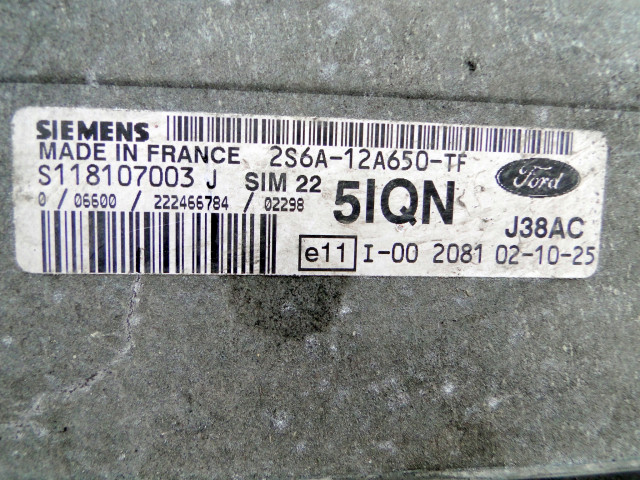 SIEMENS
MADE IN FRANCE 2S6A-12A650-TF
S118107003 J SIM 22
0 / 06600 / 222466784 / 02298
5IQN
Ford
J38AC
e11 I-00 2081 02-10-25